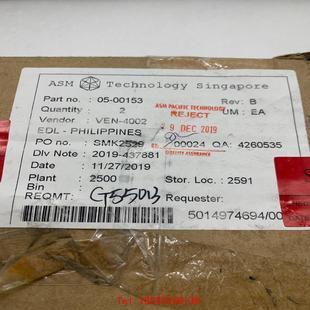 ASM Technology Singapore
Part no. : 05-00153 Rev: B
Quantity : 2 UM : EA
Vendor : VEN-4002
EDL - PHILIPPINES
ASM PACIFIC TECHNOLOGY
REJECT
9 DEC 2019
QUALITY ASSURANCE
PO no. : 00024 QA: 4260535
Dlv Note : 2019-437881
Date : 11/27/2019
Plant : 2500 Stor. Loc. : 2591
Bin
REQMT: Requester:
5014974694/00